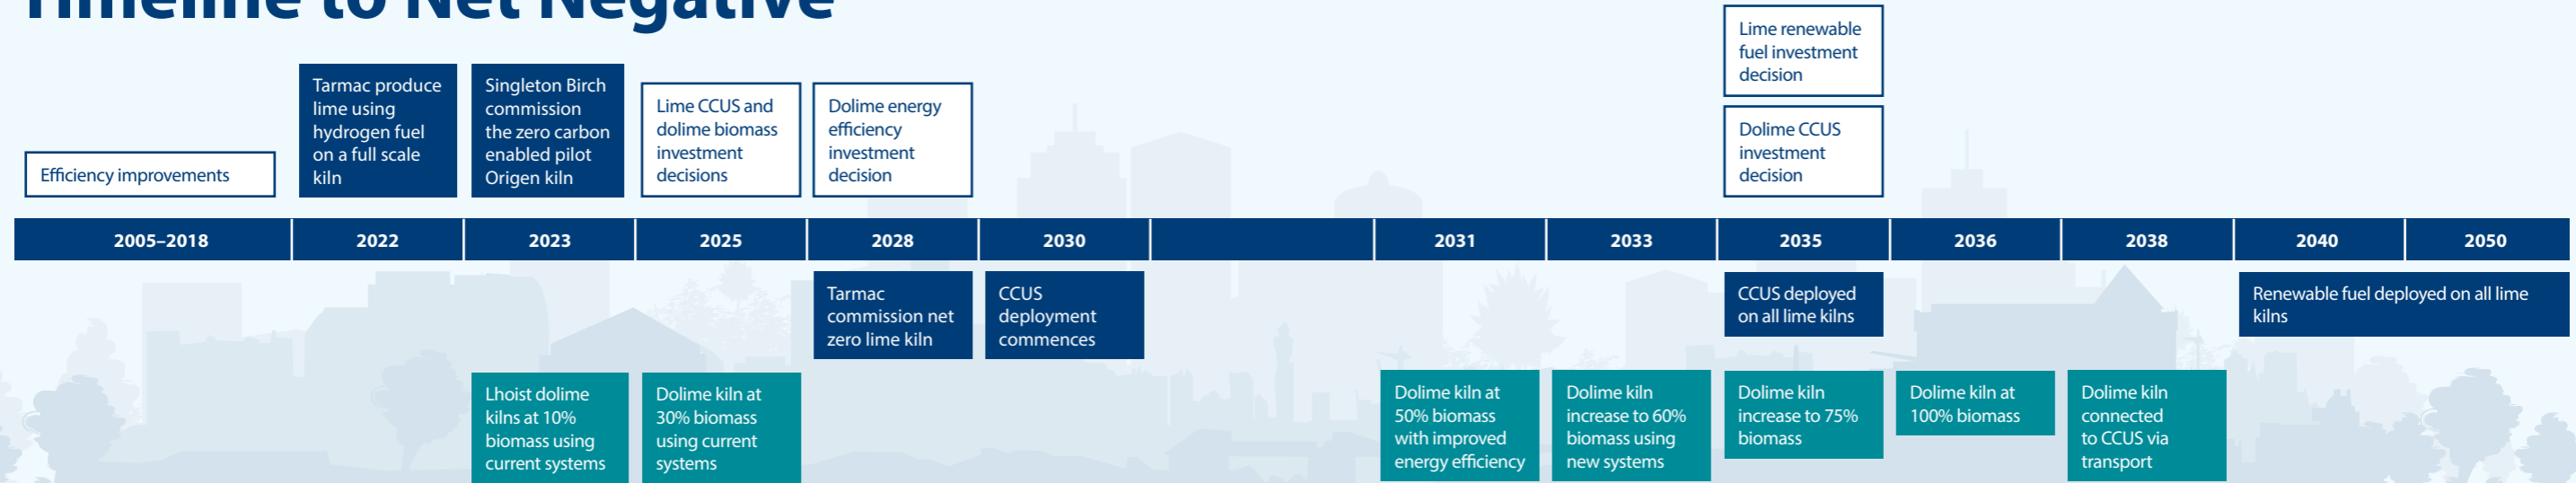 Timeline to Net Negative
Lime renewable
fuel investment
decision
Tarmac produce
lime using
hydrogen fuel
on a full scale
kiln
Singleton Birch
commission
the zero carbon
enabled pilot
Origen kiln
Lime CCUS and
dolime biomass
investment
decisions
Dolime energy
efficiency
investment
decision
Dolime CCUS
investment
decision
Efficiency improvements
2005–2018
2022
2023
2025
2028
2030
2031
2033
2035
2036
2038
2040
2050
Tarmac
commission net
zero lime kiln
CCUS
deployment
commences
CCUS deployed
on all lime kilns
Renewable fuel deployed on all lime
kilns
Lhoist dolime
kilns at 10%
biomass using
current systems
Dolime kiln at
30% biomass
using current
systems
Dolime kiln at
50% biomass
with improved
energy efficiency
Dolime kiln
increase to 60%
biomass using
new systems
Dolime kiln
increase to 75%
biomass
Dolime kiln at
100% biomass
Dolime kiln
connected
to CCUS via
transport